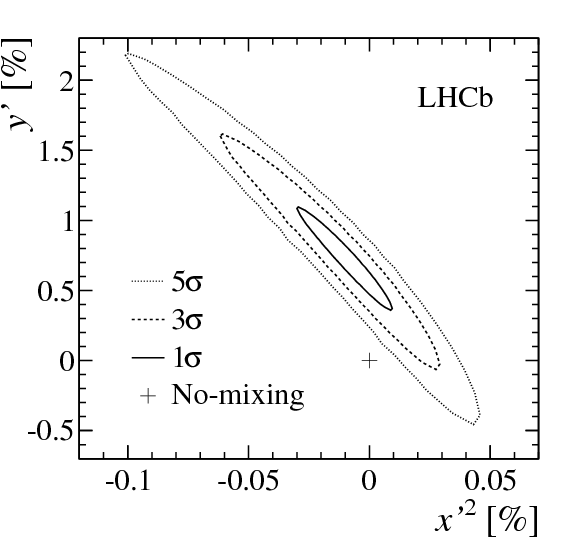 y' [%]
2
1.5
1
0.5
0
-0.5
LHCb
5σ
3σ
1σ
No-mixing
-0.1 -0.05 0 0.05
x'² [%]